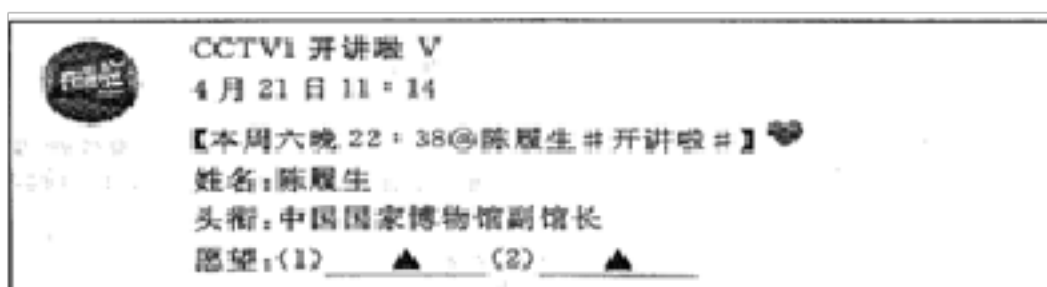 CCTV1 开讲啦 V
4 月 21 日 11:14
【本周六晚 22:38@陈履生#开讲啦#】
姓名:陈履生
头衔:中国国家博物馆副馆长
愿望:(1) ▲ (2) ▲